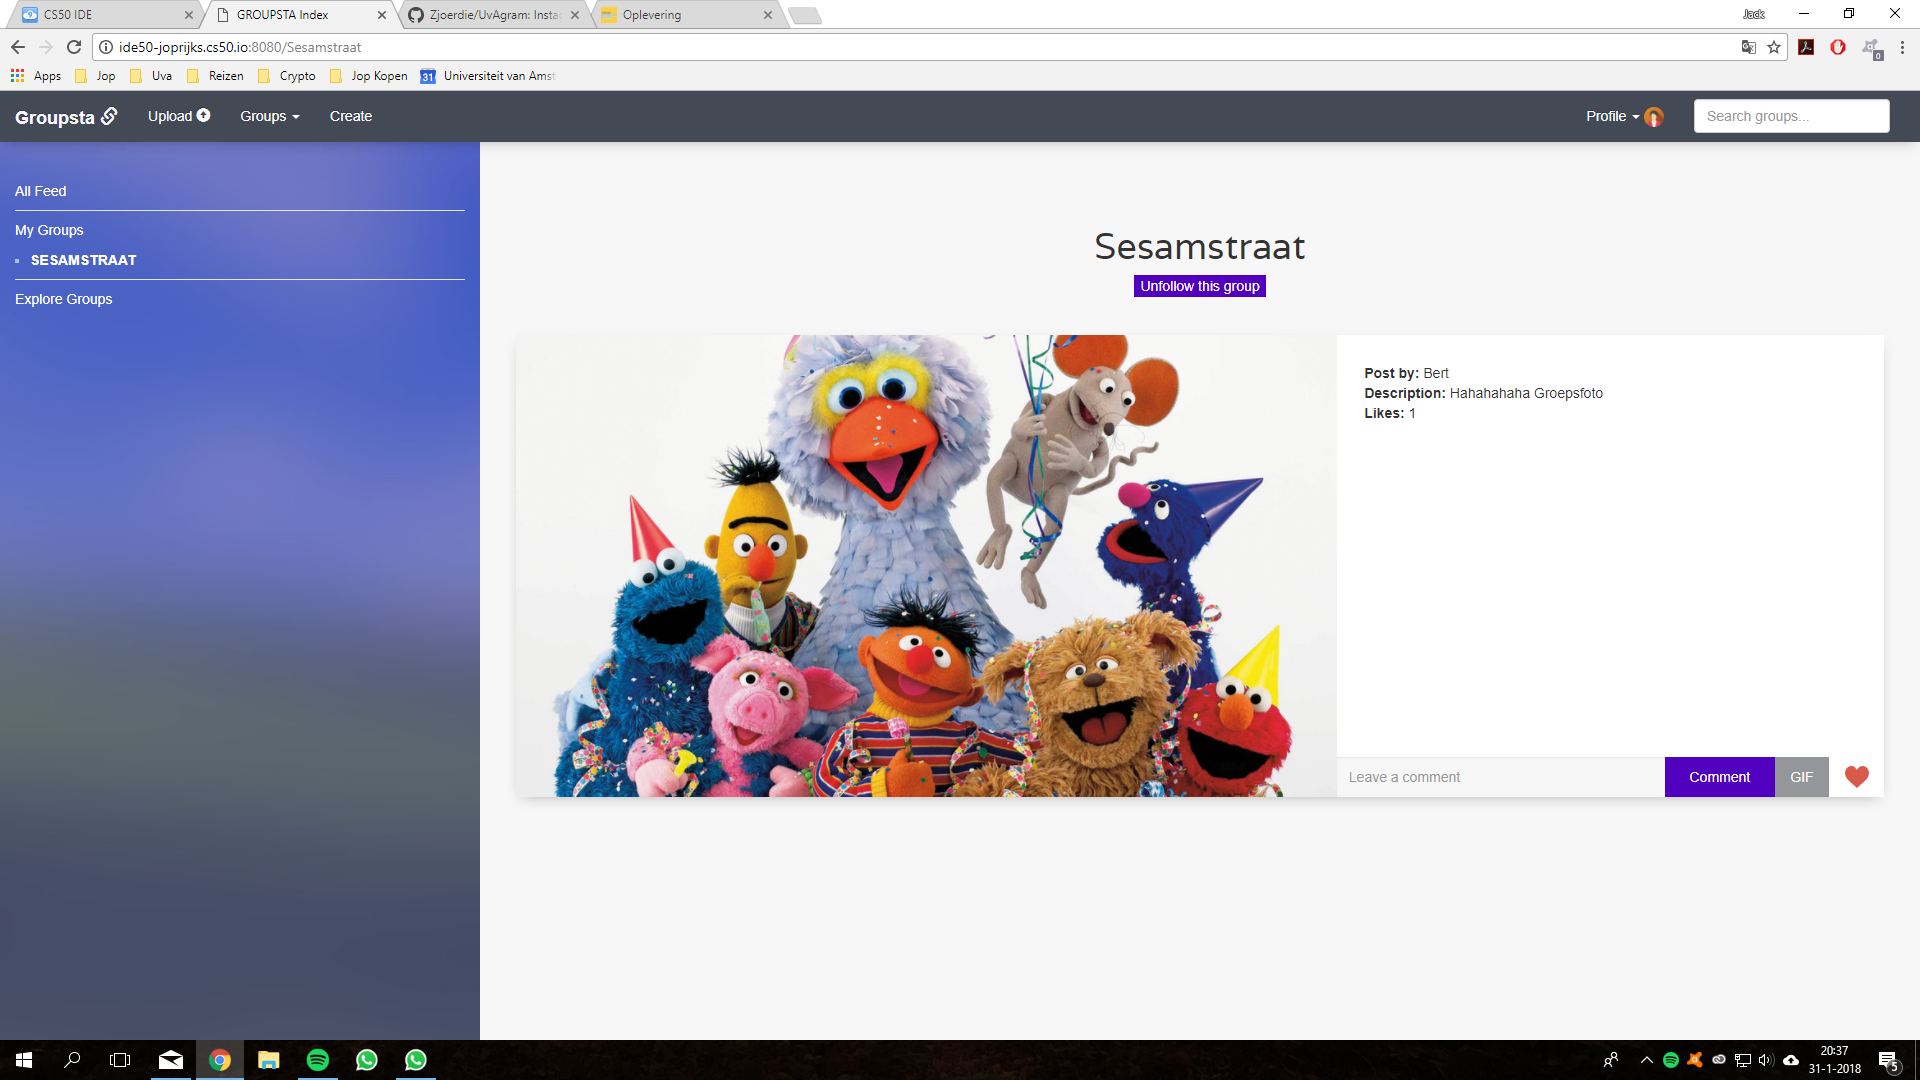 CS50 IDE
GROUPSTA Index
Zjoerdie/UvAgram: Insta
Oplevering
Jack
ide50-joprijks.cs50.io:8080/Sesamstraat
0
Apps
Jop
Uva
Reizen
Crypto
Jop Kopen
31
Universiteit van Amst
Groupsta
Upload
Groups
Create
Profile
Search groups...
All Feed
My Groups
SESAMSTRAAT
Explore Groups
Sesamstraat
Unfollow this group
Post by: Bert
Description: Hahahahaha Groepsfoto
Likes: 1
Leave a comment
Comment
GIF
20:37
31-1-2018
5